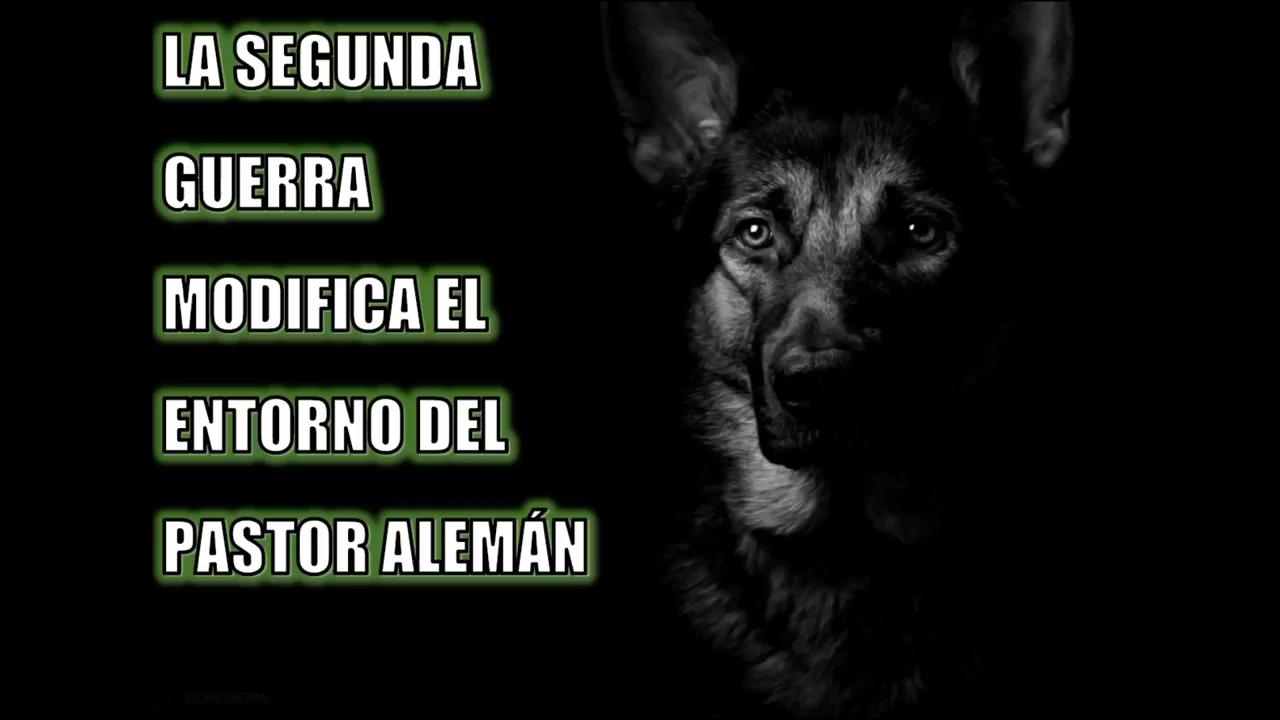 LA SEGUNDA
GUERRA
MODIFICA EL
ENTORNO DEL
PASTOR ALEMÁN